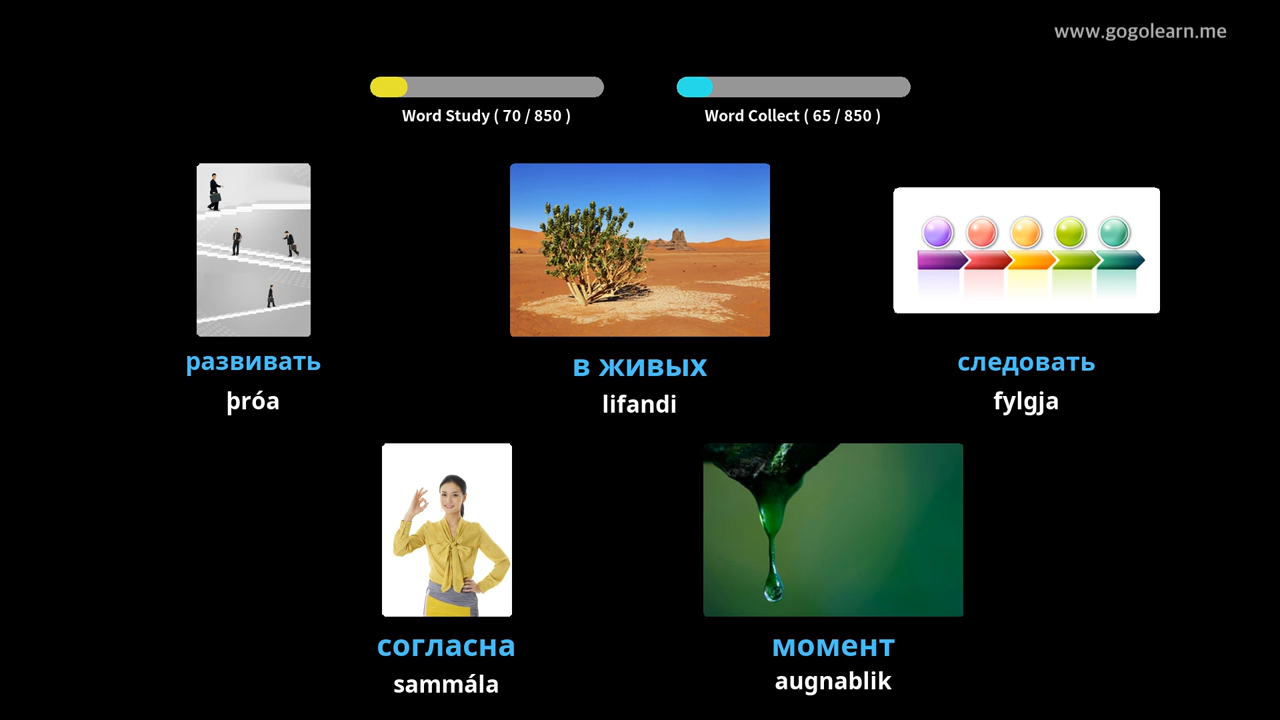 www.gogolearn.me
Word Study ( 70 / 850 )
Word Collect ( 65 / 850 )
развивать
þróa
в живых
lifandi
следовать
fylgja
согласна
sammála
момент
augnablik